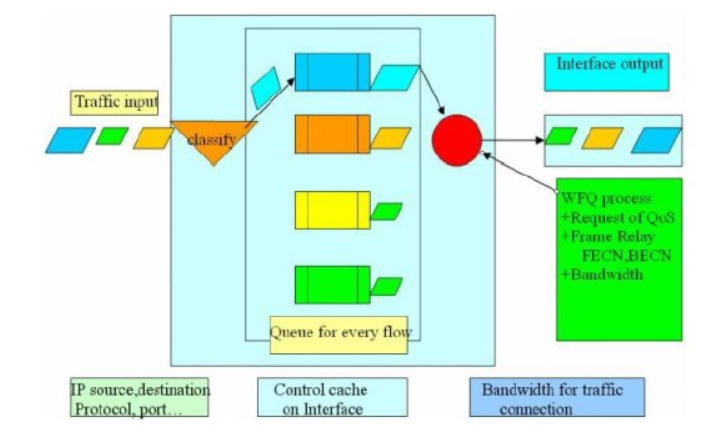 Traffic input
classify
Queue for every flow
Interface output
WFQ process:
+Request of QoS
+Frame Relay
FECN,BECN
+Bandwidth
IP source,destination
Protocol, port…
Control cache
on Interface
Bandwidth for traffic
connection